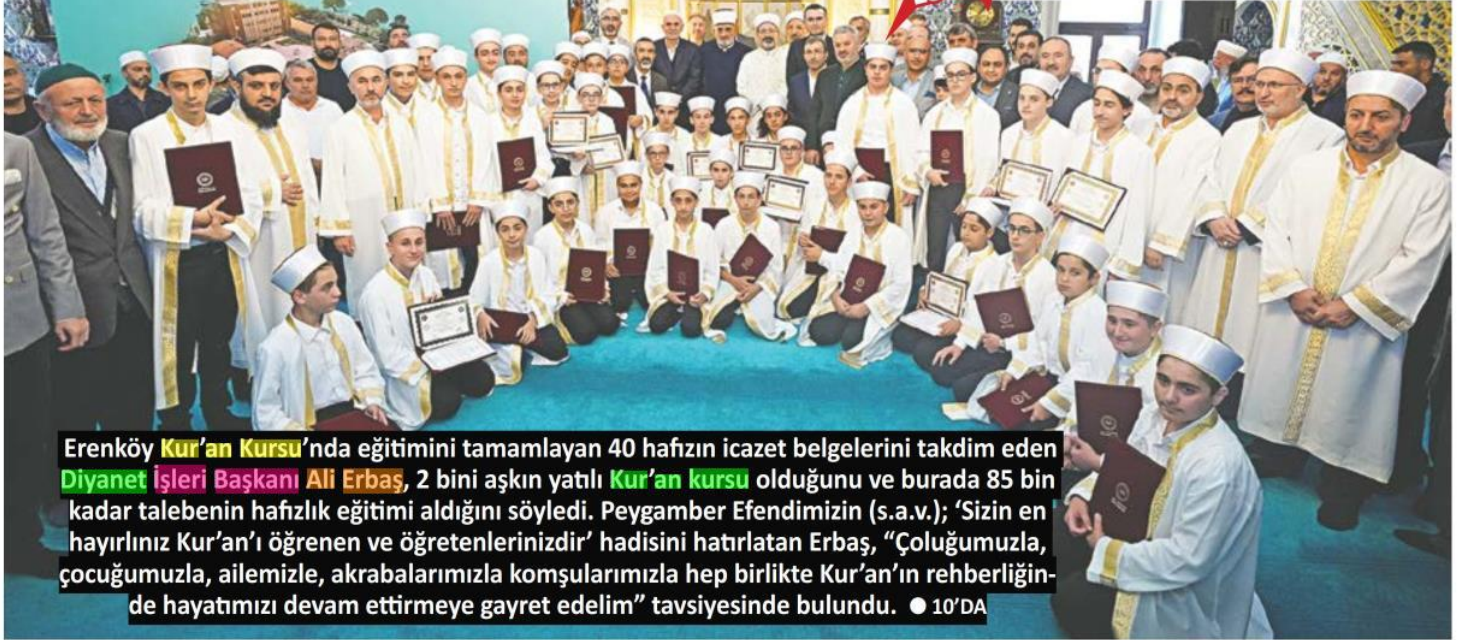 Erenköy Kur’an Kursu’nda eğitimini tamamlayan 40 hafızın icazet belgelerini takdim eden
Diyanet İşleri Başkanı Ali Erbaş, 2 bini aşkın yatılı Kur’an kursu olduğunu ve burada 85 bin
kadar talebenin hafızlık eğitimi aldığını söyledi. Peygamber Efendimizin (s.a.v.); ‘Sizin en
hayırlınız Kur’an’ı öğrenen ve öğretenlerinizdir’ hadisini hatırlatan Erbaş, “Çoluğumuzla,
çocuğumuzla, ailemizle, akrabalarımızla komşularımızla hep birlikte Kur’an’ın rehberliğin-
de hayatımızı devam ettirmeye gayret edelim” tavsiyesinde bulundu. ● 10’DA